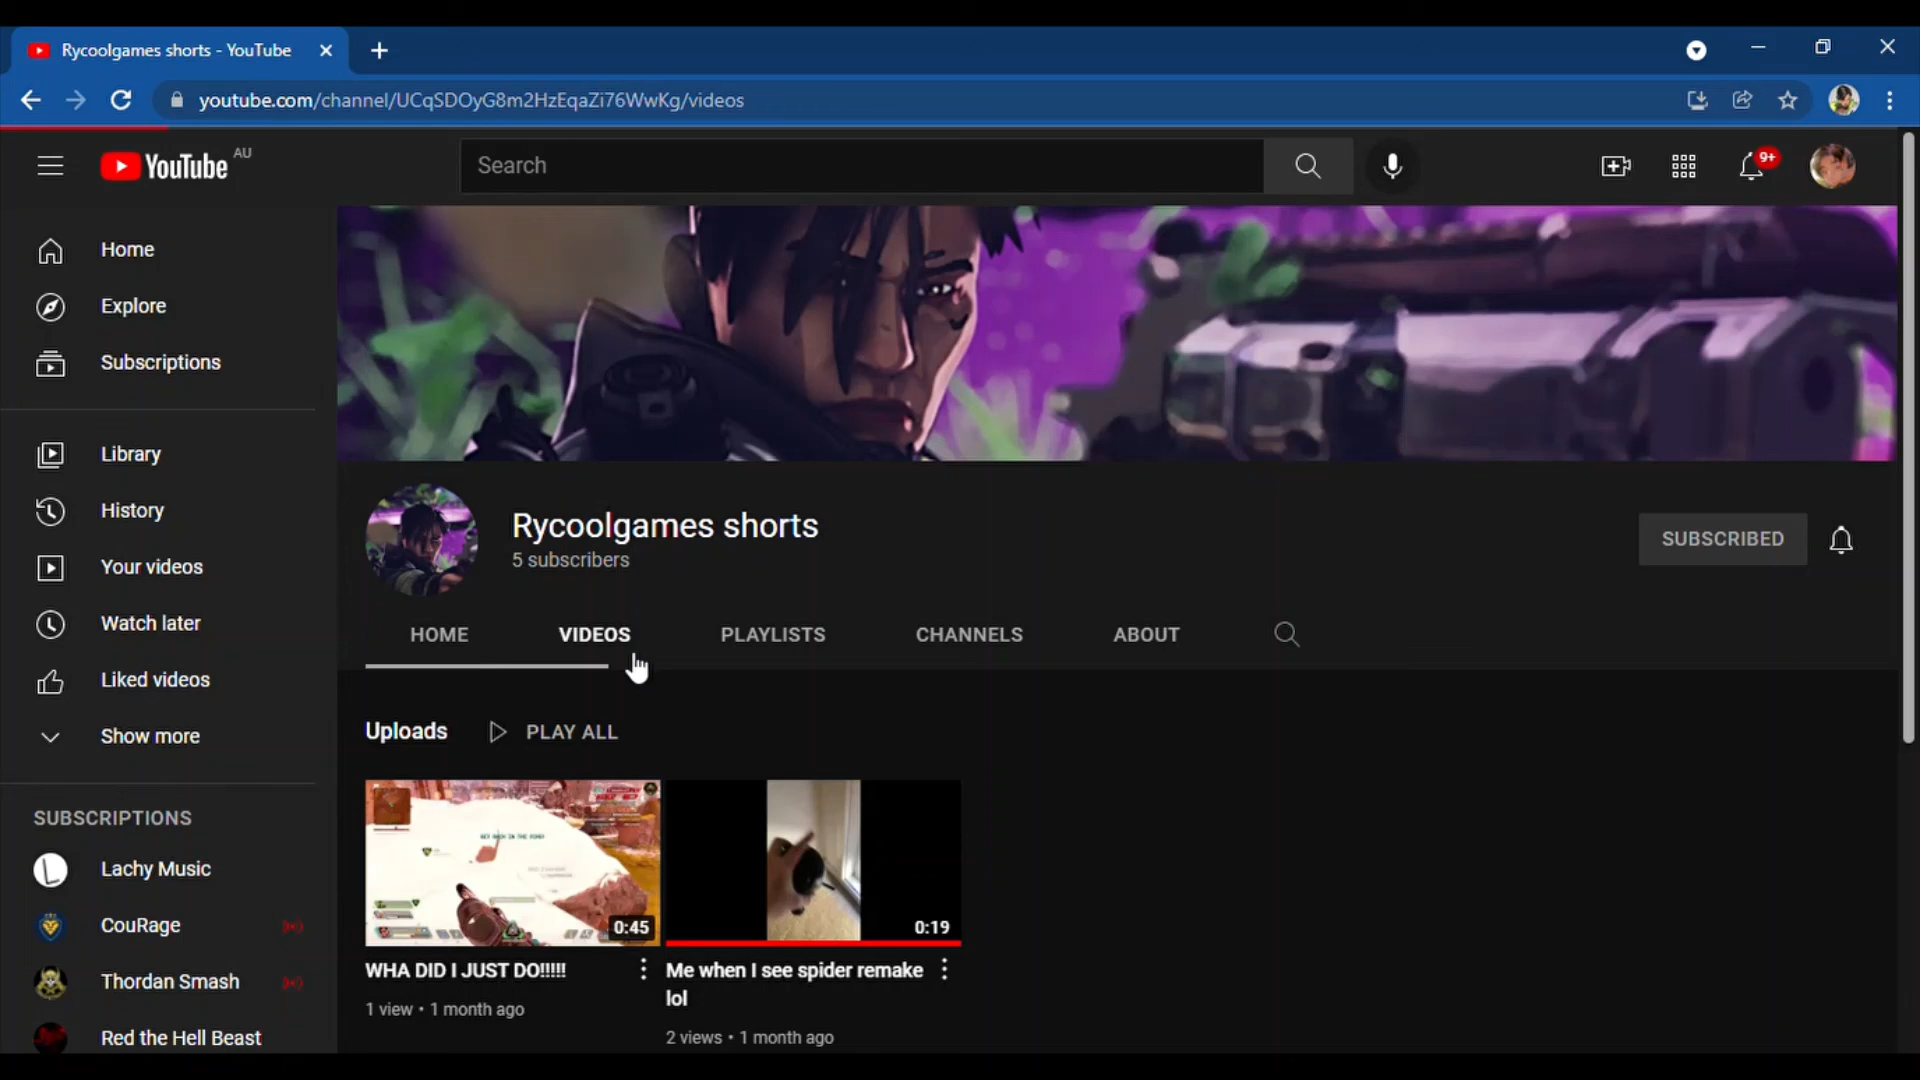 Rycoolgames shorts - YouTube
youtube.com/channel/UCqSDOyG8m2HzEqaZi76WwKg/videos
YouTube AU
Search
9+
Home
Explore
Subscriptions
Library
History
Your videos
Watch later
Liked videos
Show more
SUBSCRIPTIONS
Lachy Music
CouRage
Thordan Smash
Red the Hell Beast
Rycoolgames shorts
5 subscribers
SUBSCRIBED
HOME VIDEOS PLAYLISTS CHANNELS ABOUT
Uploads PLAY ALL
0:45
WHA DID I JUST DO!!!!!
1 view • 1 month ago
0:19
Me when I see spider remake
lol
2 views • 1 month ago